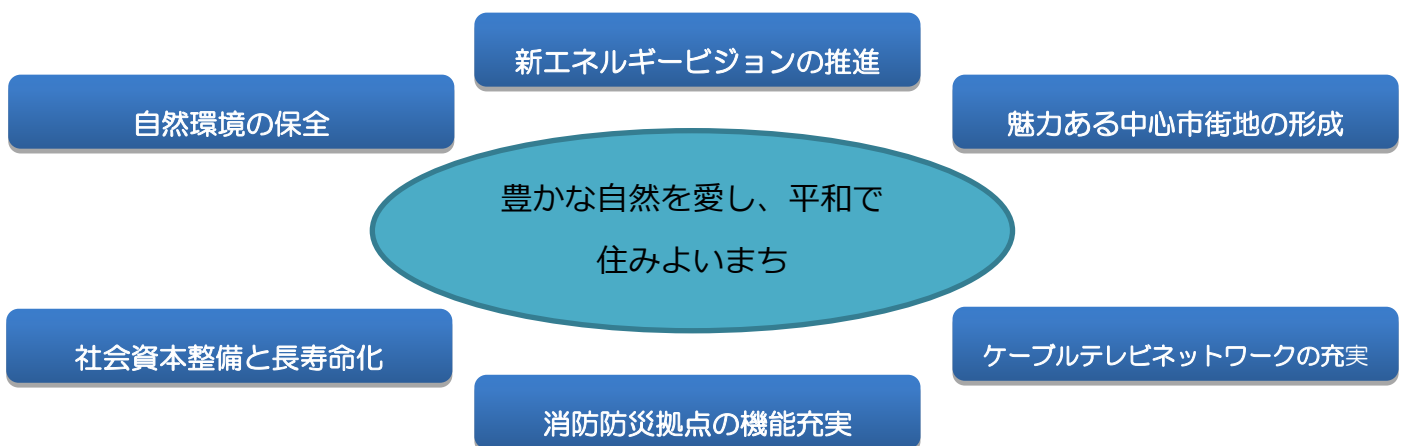 新エネルギービジョンの推進
自然環境の保全
魅力ある中心市街地の形成
豊かな自然を愛し、平和で
住みよいまち
社会資本整備と長寿命化
ケーブルテレビネットワークの充実
消防防災拠点の機能充実